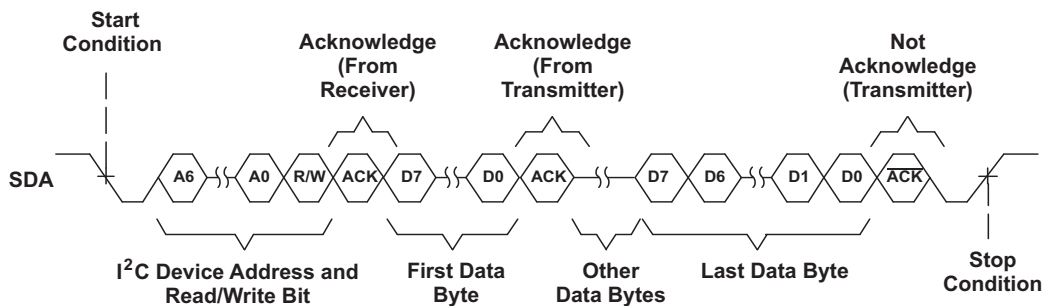 Start
Condition
Acknowledge
(From
Receiver)
Acknowledge
(From
Transmitter)
Not
Acknowledge
(Transmitter)
SDA
A6 A0 R/W ACK D7 D0 ACK D7 D6 D1 D0 A̅C̅K̅
I²C Device Address and
Read/Write Bit
First Data
Byte
Other
Data Bytes
Last Data Byte
Stop
Condition